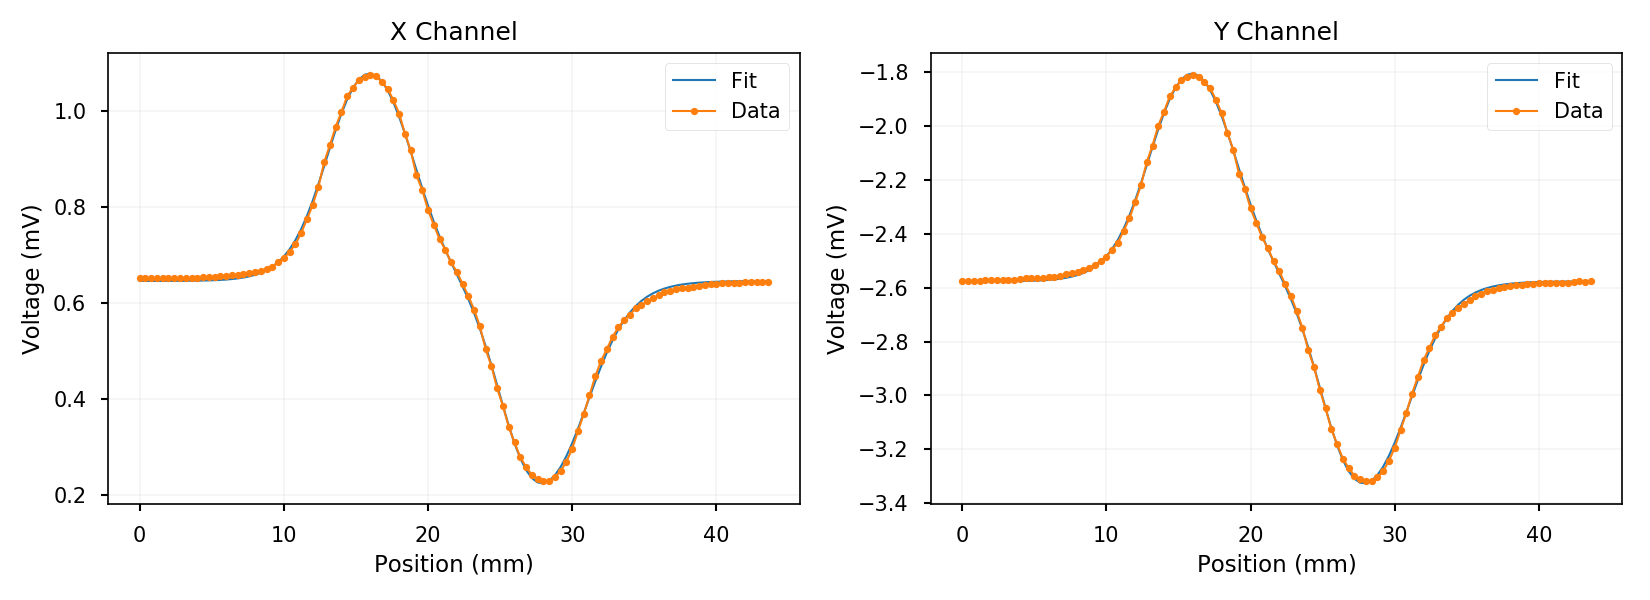 X Channel
Voltage (mV)
1.0
0.8
0.6
0.4
0.2
0
10
20
30
40
Position (mm)
Fit
Data
Y Channel
Voltage (mV)
−1.8
−2.0
−2.2
−2.4
−2.6
−2.8
−3.0
−3.2
−3.4
0
10
20
30
40
Position (mm)
Fit
Data